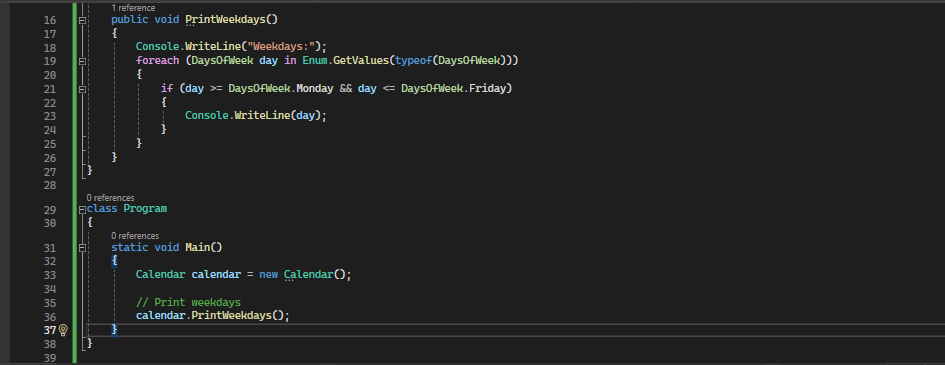 1 reference
16 public void PrintWeekdays()
17 {
18 Console.WriteLine("Weekdays:");
19 foreach (DaysOfWeek day in Enum.GetValues(typeof(DaysOfWeek)))
20 {
21 if (day >= DaysOfWeek.Monday && day <= DaysOfWeek.Friday)
22 {
23 Console.WriteLine(day);
24 }
25 }
26 }
27 }
28
0 references
29 class Program
30 {
0 references
31 static void Main()
32 {
33 Calendar calendar = new Calendar();
34
35 // Print weekdays
36 calendar.PrintWeekdays();
37 }
38 }
39